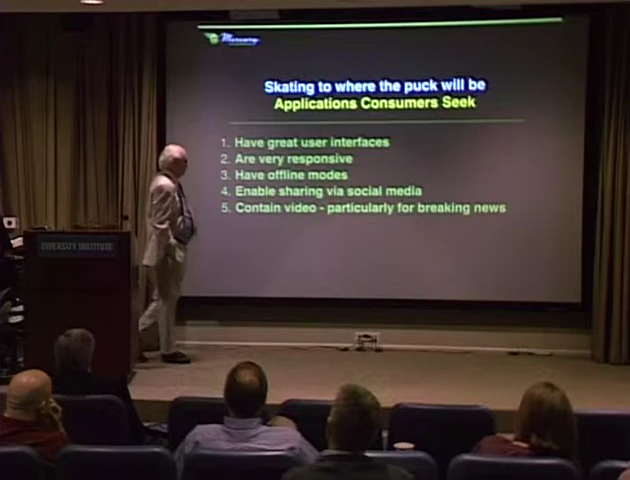 Mercury
Skating to where the puck will be
Applications Consumers Seek
1. Have great user interfaces
2. Are very responsive
3. Have offline modes
4. Enable sharing via social media
5. Contain video - particularly for breaking news
DIVERSITY INSTITUTE